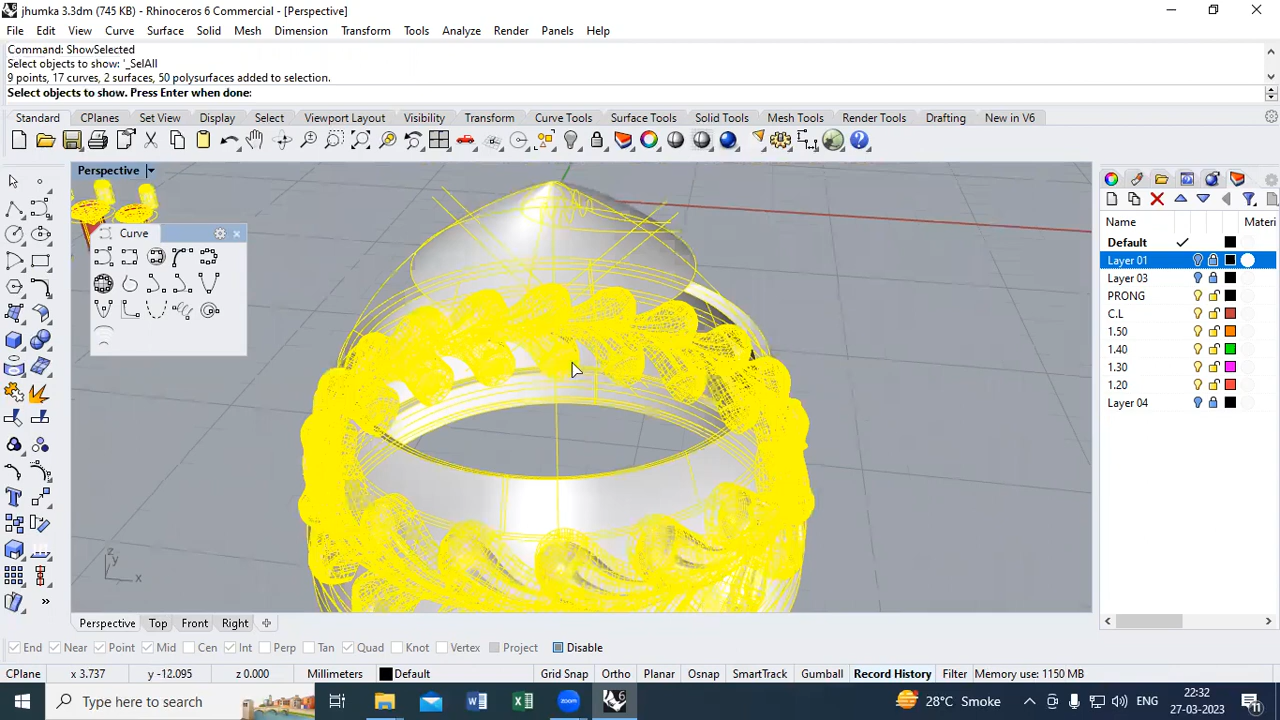 jhumka 3.3dm (745 KB) - Rhinoceros 6 Commercial - [Perspective]
File Edit View Curve Surface Solid Mesh Dimension Transform Tools Analyze Render Panels Help
Command: ShowSelected
Select objects to show: '_SelAll
9 points, 17 curves, 2 surfaces, 50 polysurfaces added to selection.
Select objects to show. Press Enter when done:
Standard CPlanes Set View Display Select Viewport Layout Visibility Transform Curve Tools Surface Tools Solid Tools Mesh Tools Render Tools Drafting New in V6
Perspective
Curve
Name Materi
Default
Layer 01
Layer 03
PRONG
C.L
1.50
1.40
1.30
1.20
Layer 04
z
y
x
Perspective Top Front Right
End Near Point Mid Cen Int Perp Tan Quad Knot Vertex Project Disable
CPlane x 3.737 y -12.095 z 0.000 Millimeters Default Grid Snap Ortho Planar Osnap SmartTrack Gumball Record History Filter Memory use: 1150 MB
Type here to search
zoom
28°C Smoke
ENG
22:32
27-03-2023
11